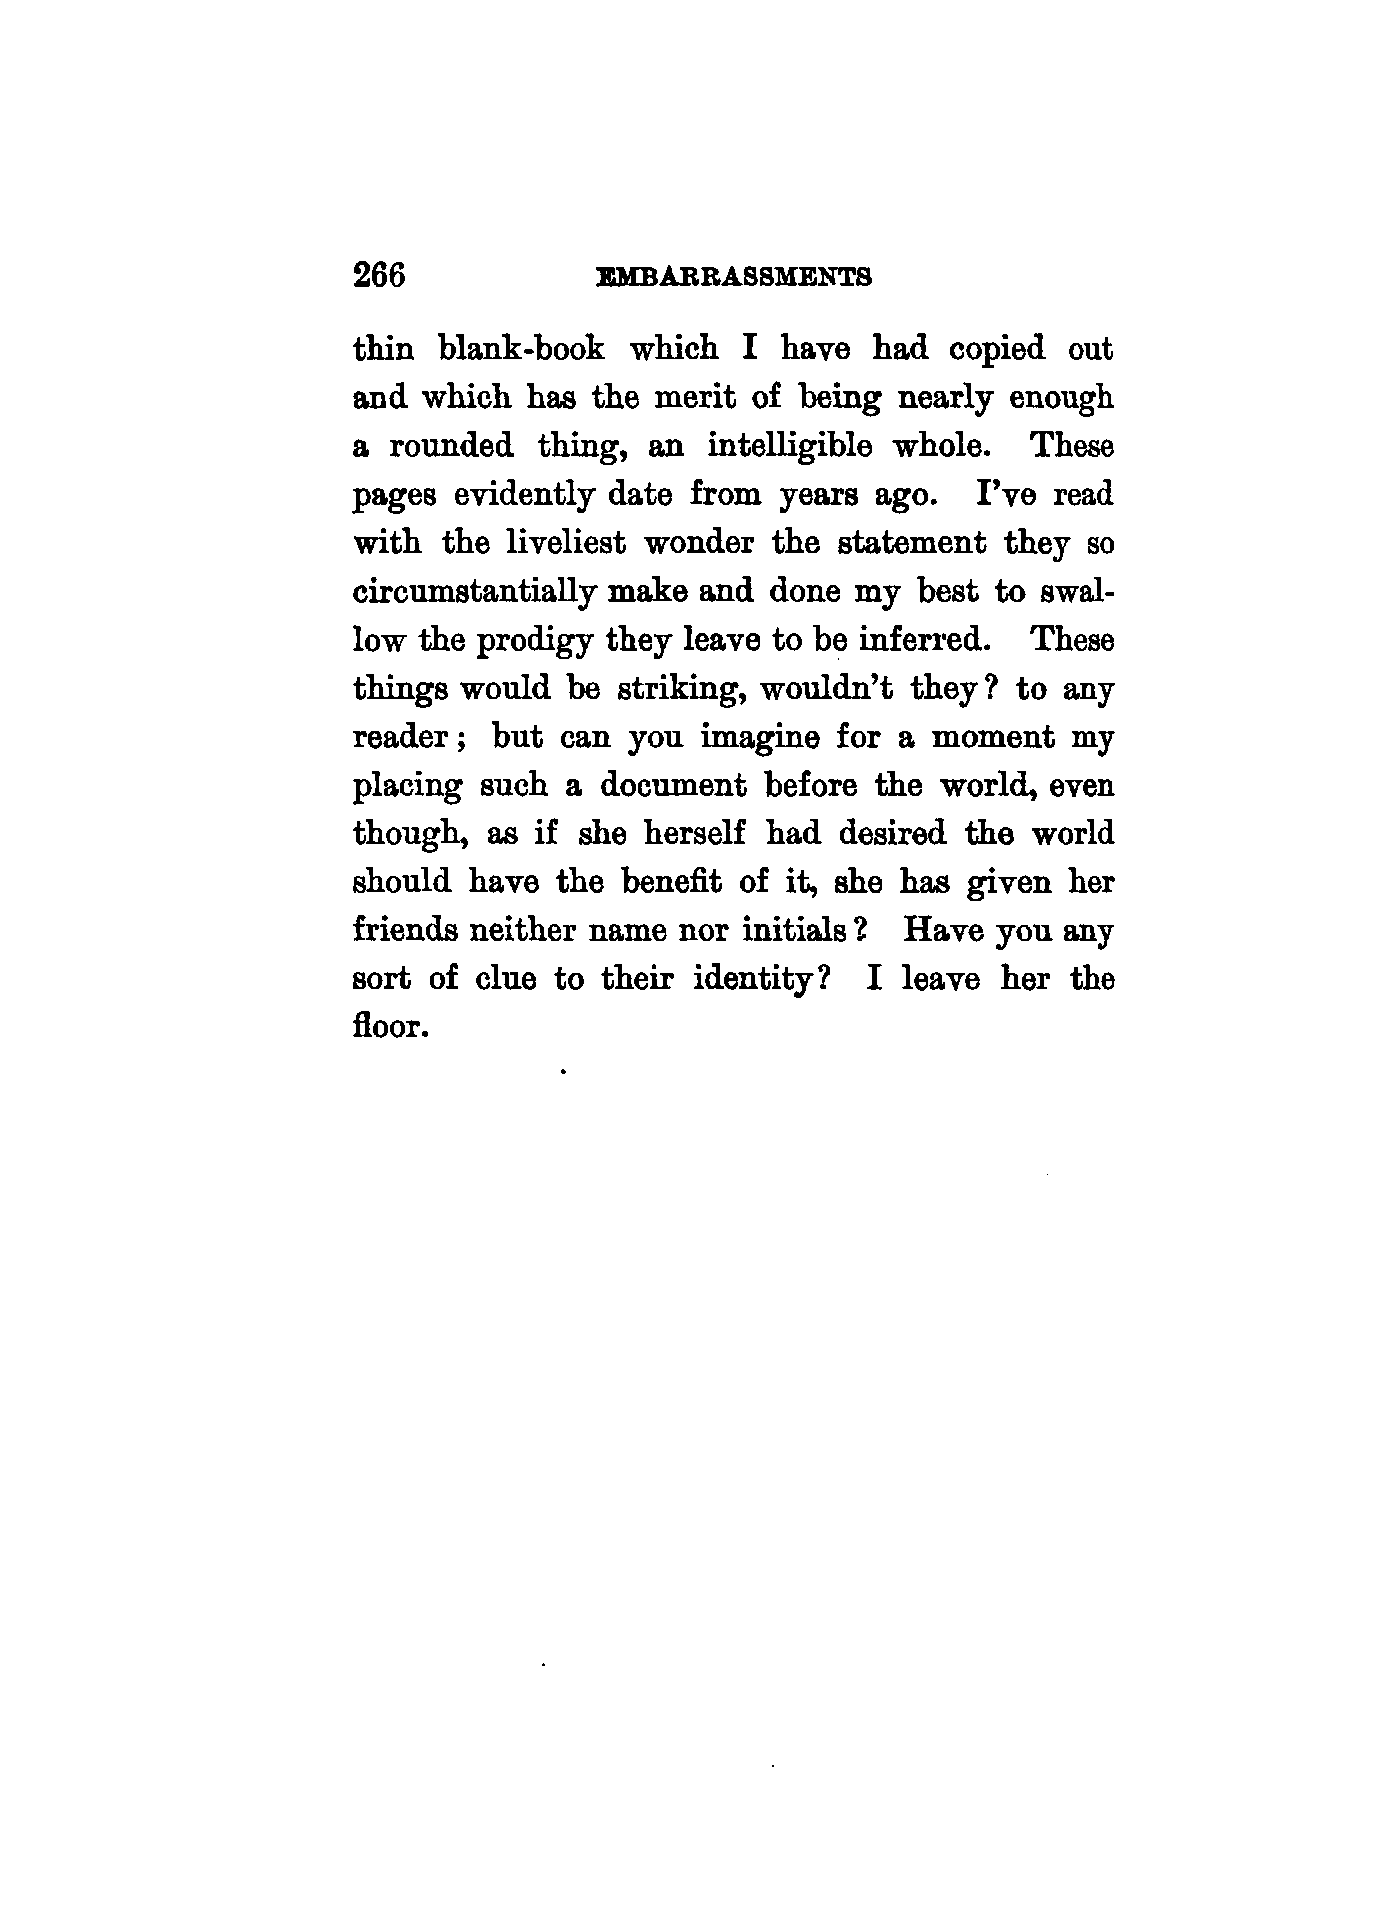 266 EMBARRASSMENTS
thin blank-book which I have had copied out
and which has the merit of being nearly enough
a rounded thing, an intelligible whole. These
pages evidently date from years ago. I've read
with the liveliest wonder the statement they so
circumstantially make and done my best to swal-
low the prodigy they leave to be inferred. These
things would be striking, wouldn't they? to any
reader; but can you imagine for a moment my
placing such a document before the world, even
though, as if she herself had desired the world
should have the benefit of it, she has given her
friends neither name nor initials? Have you any
sort of clue to their identity? I leave her the
floor.